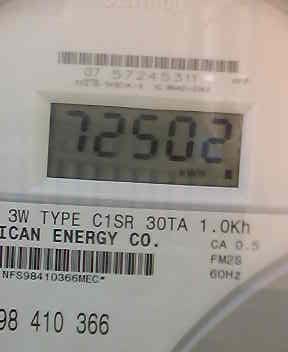 07 57245311
72502
kWh
3W TYPE C1SR 30TA 1.0Kh
ICAN ENERGY CO.
CA 0.5
FM2S
60Hz
NFS98410366MEC*
98 410 366